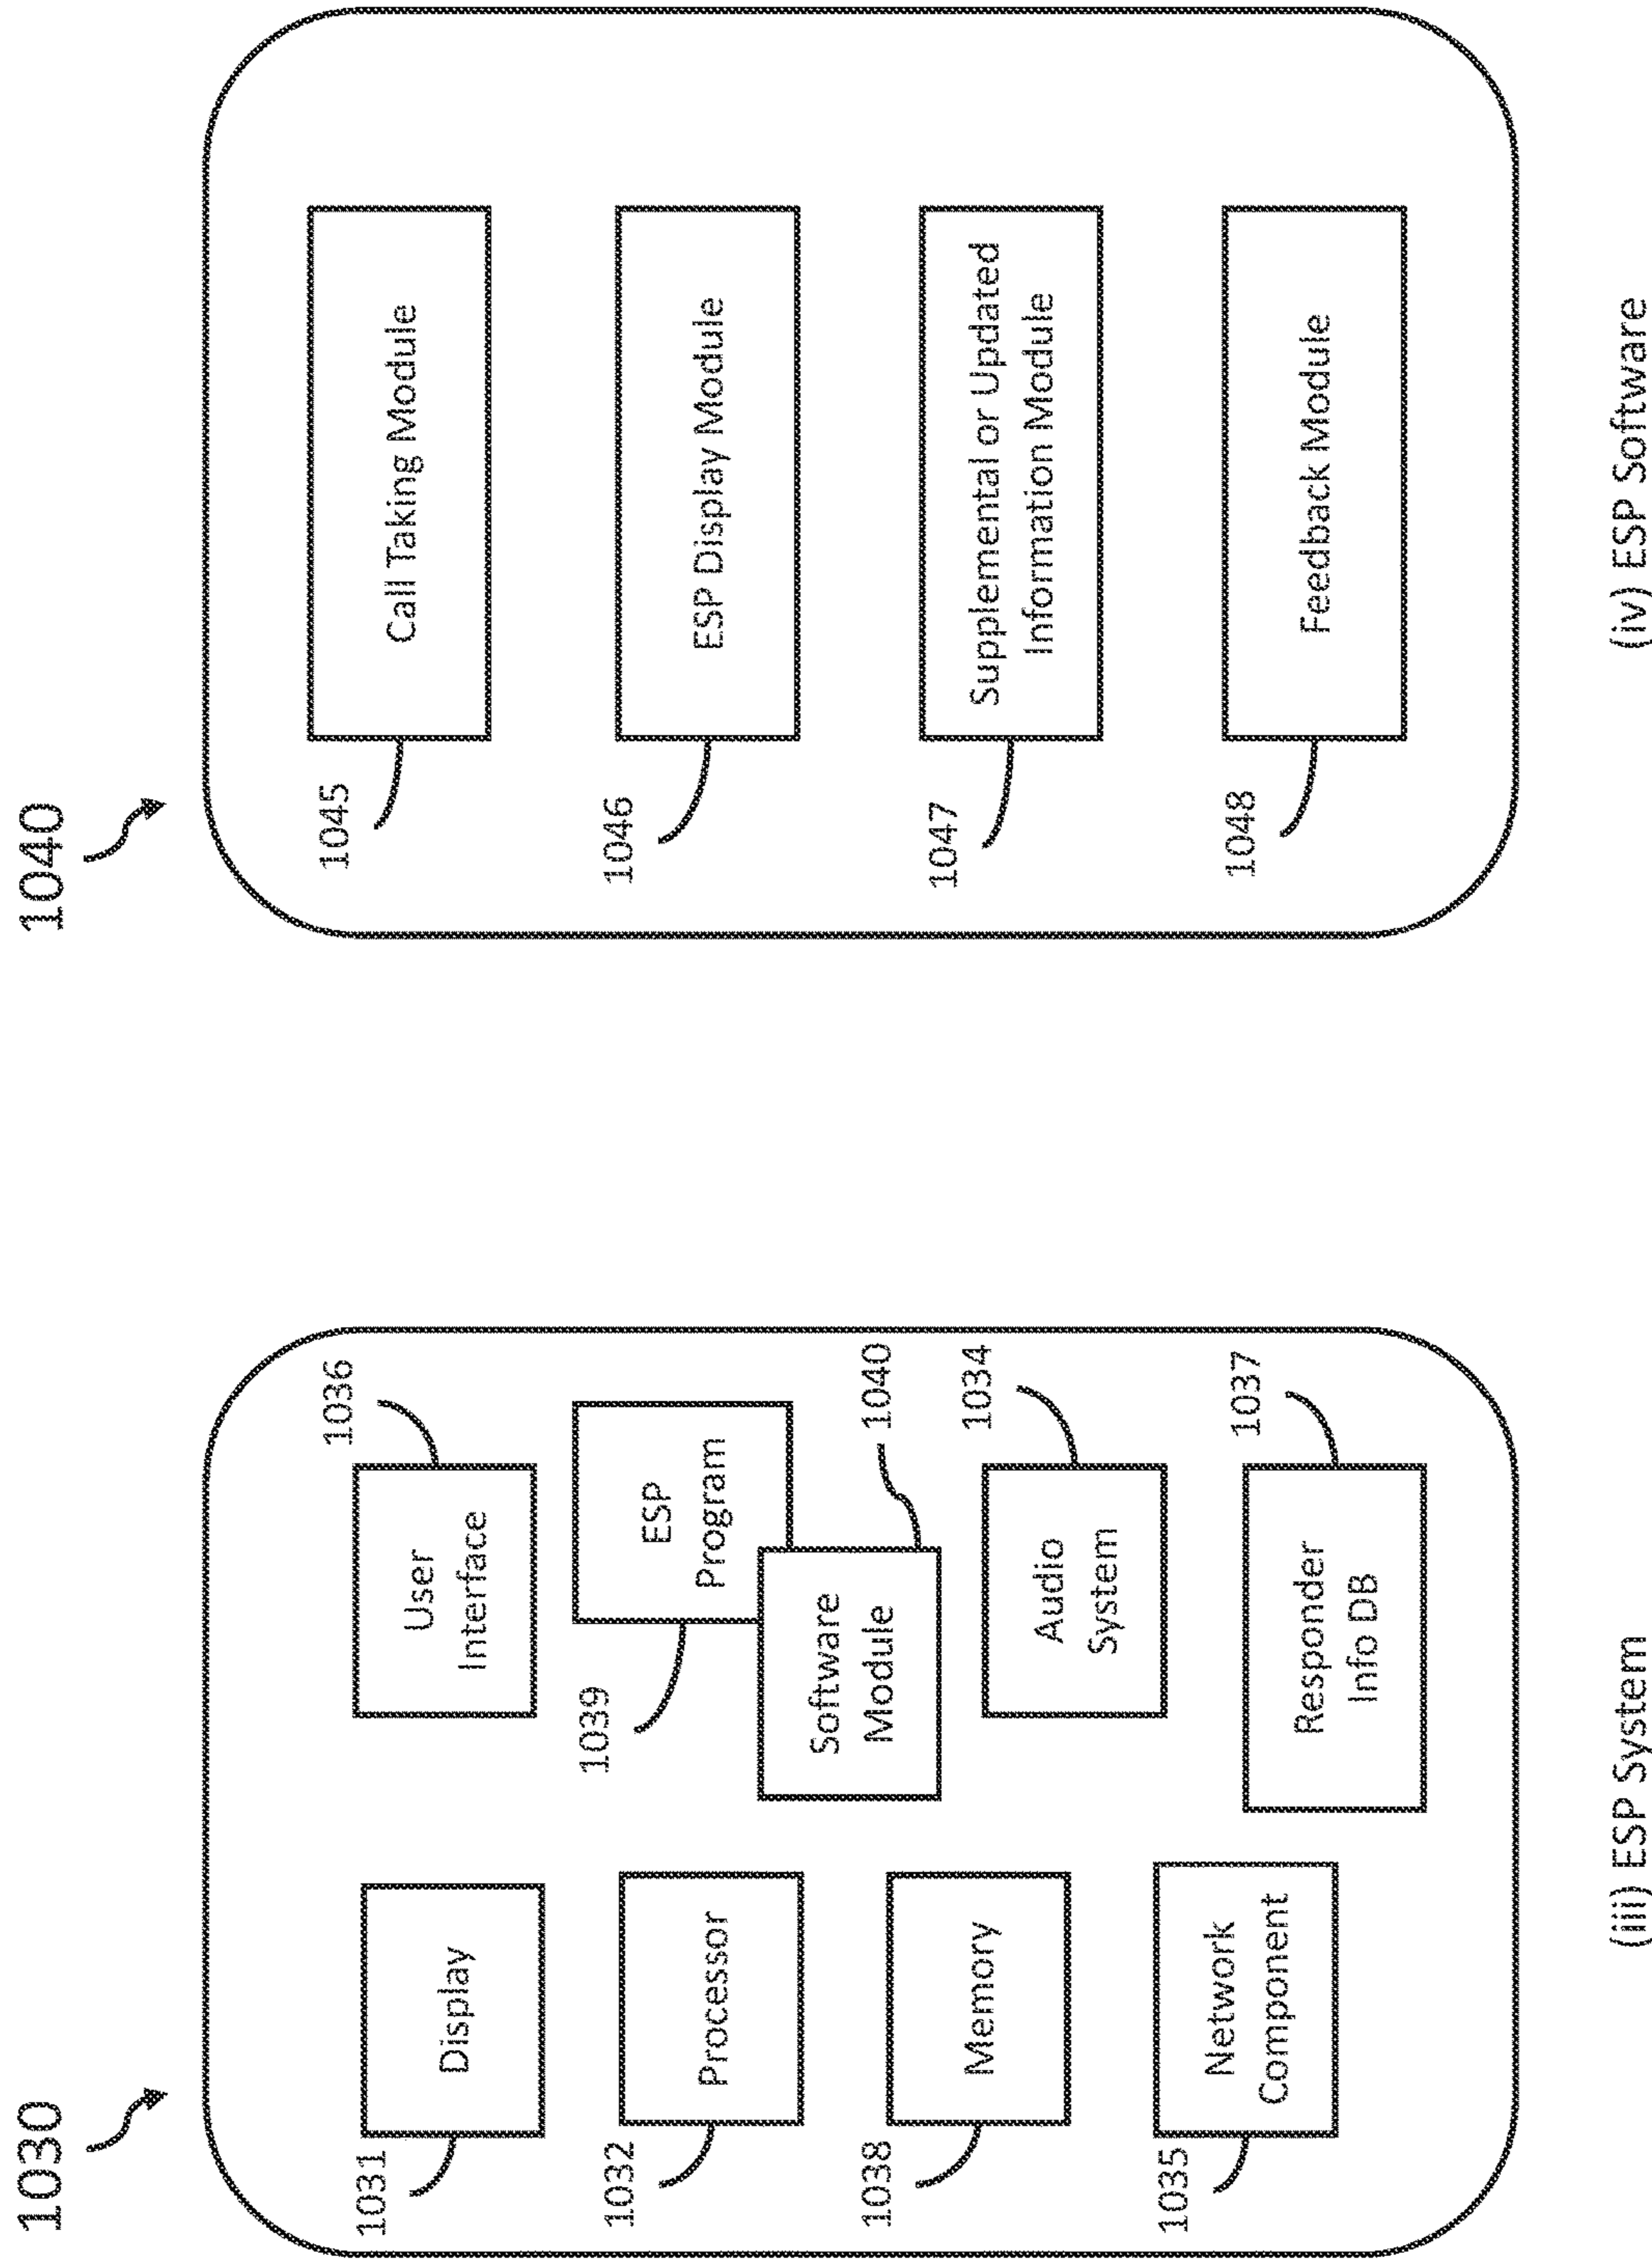 1030
1031
Display
1032
Processor
1038
Memory
1035
Network
Component
User
Interface
1036
ESP
Program
1039
Software
Module
1040
Audio
System
1034
Responder
Info DB
1037
(iii) ESP System
1040
1045
Call Taking Module
1046
ESP Display Module
1047
Supplemental or Updated
Information Module
1048
Feedback Module
(iv) ESP Software